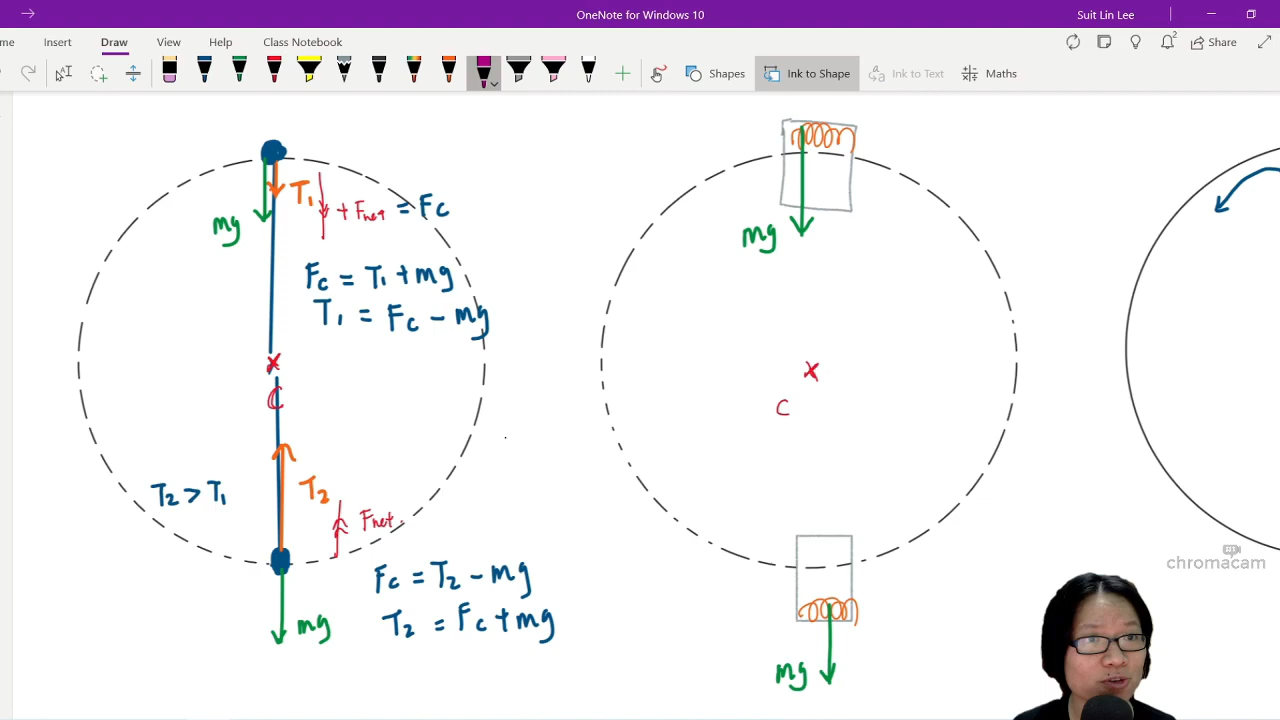 OneNote for Windows 10
Suit Lin Lee
me Insert Draw View Help Class Notebook
Share
Shapes
Ink to Shape
Ink to Text
Maths
T1
mg
+ Fnet = Fc
Fc = T1 + mg
T1 = Fc - mg
x
C
T2 > T1
T2
Fnet
Fc = T2 - mg
T2 = Fc + mg
mg
mg
x
C
mg
chromacam